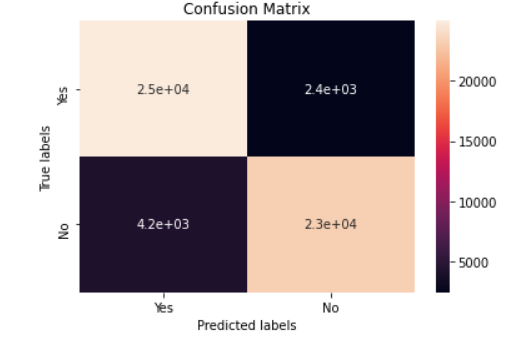 Confusion Matrix
True labels
Yes
2.5e+04
2.4e+03
No
4.2e+03
2.3e+04
Yes
No
Predicted labels
20000
15000
10000
5000